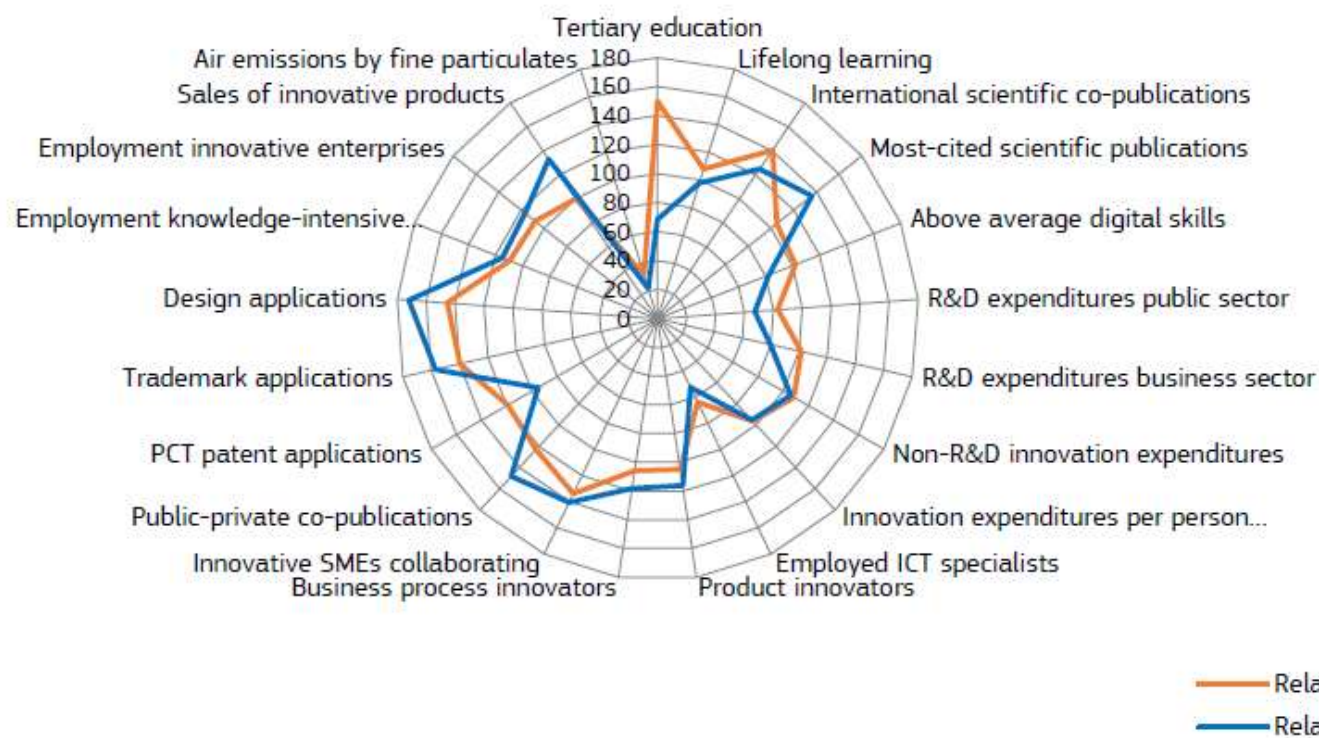 Tertiary education
Air emissions by fine particulates 180 Lifelong learning
Sales of innovative products 160 International scientific co-publications
140
Employment innovative enterprises 120 Most-cited scientific publications
100
Employment knowledge-intensive... 80 Above average digital skills
60
40
Design applications 20 R&D expenditures public sector
0
Trademark applications R&D expenditures business sector
PCT patent applications Non-R&D innovation expenditures
Public-private co-publications Innovation expenditures per person...
Innovative SMEs collaborating Employed ICT specialists
Business process innovators Product innovators
Rela
Rela